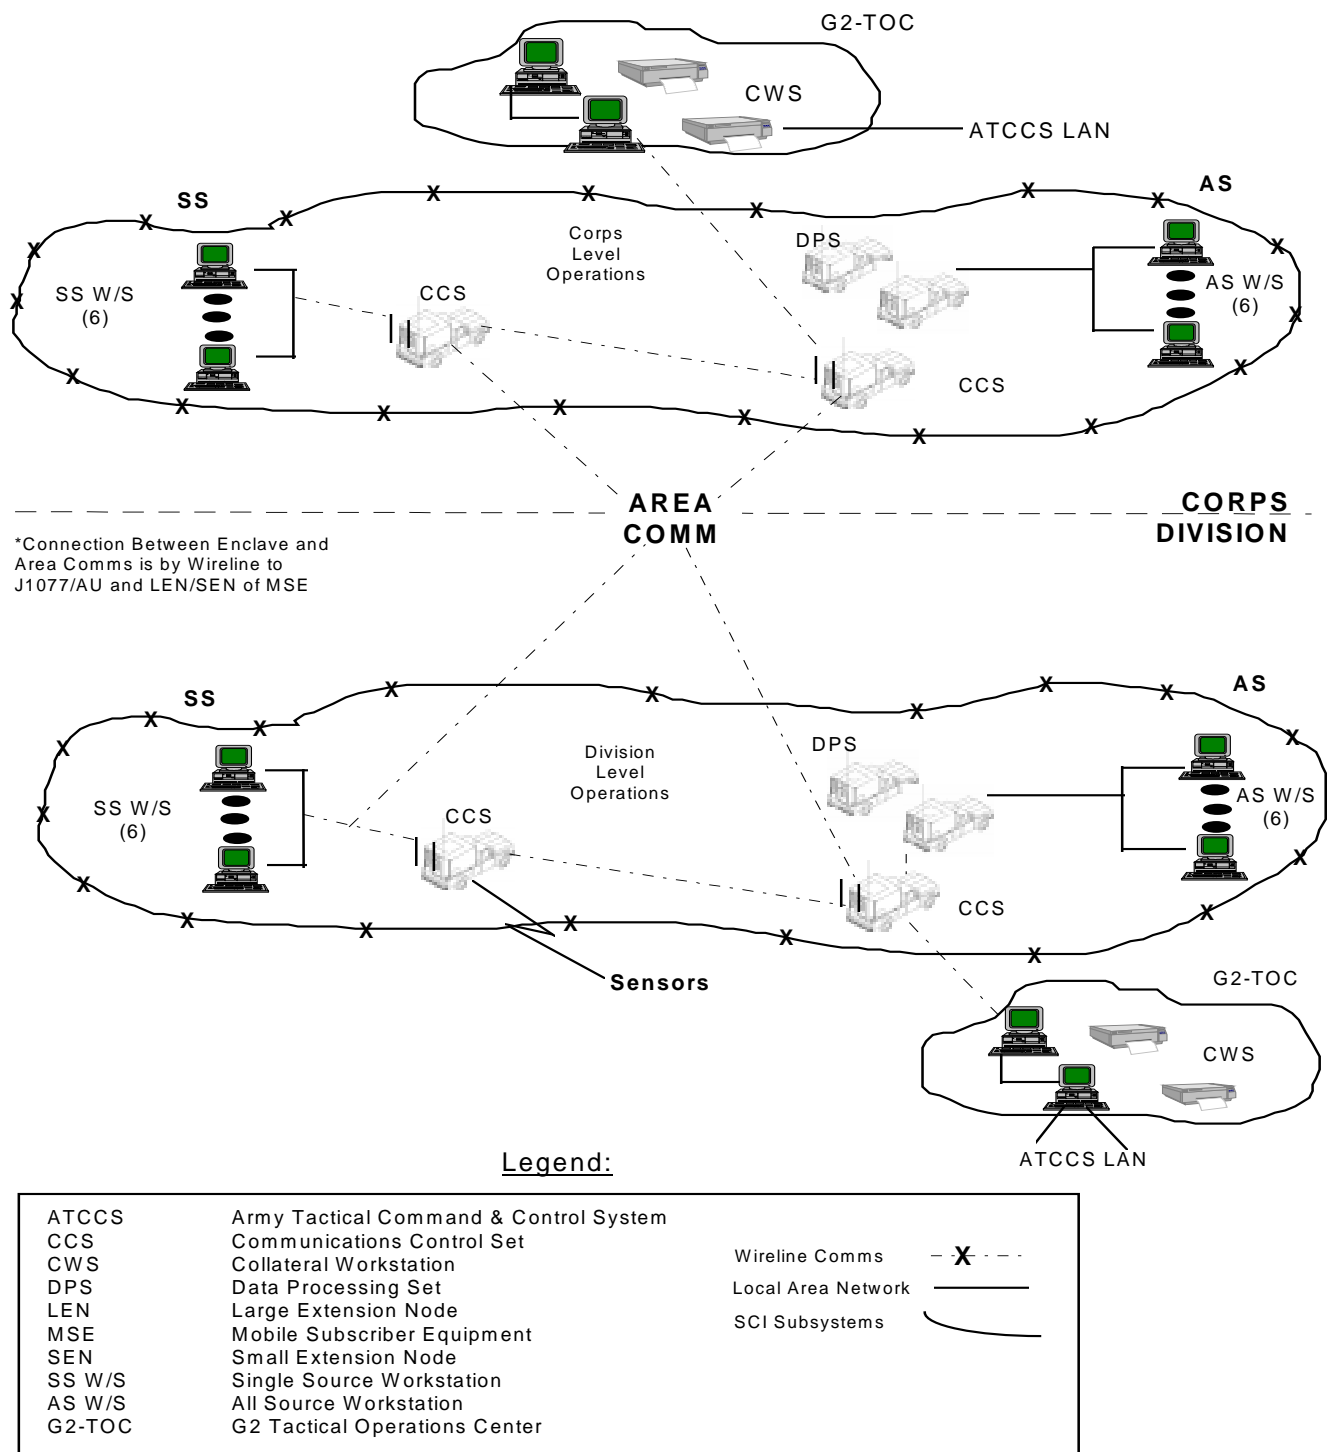 G2-TOC
CWS
ATCCS LAN
SS
AS
Corps
Level
Operations
DPS
SS W/S
(6)
CCS
AS W/S
(6)
CCS
AREA
COMM
CORPS
DIVISION
*Connection Between Enclave and
Area Comms is by Wireline to
J1077/AU and LEN/SEN of MSE
SS
AS
Division
Level
Operations
DPS
SS W/S
(6)
CCS
AS W/S
(6)
CCS
Sensors
G2-TOC
CWS
ATCCS LAN
Legend:
ATCCS Army Tactical Command & Control System
CCS Communications Control Set
CWS Collateral Workstation
DPS Data Processing Set
LEN Large Extension Node
MSE Mobile Subscriber Equipment
SEN Small Extension Node
SS W/S Single Source Workstation
AS W/S All Source Workstation
G2-TOC G2 Tactical Operations Center
Wireline Comms X
Local Area Network
SCI Subsystems